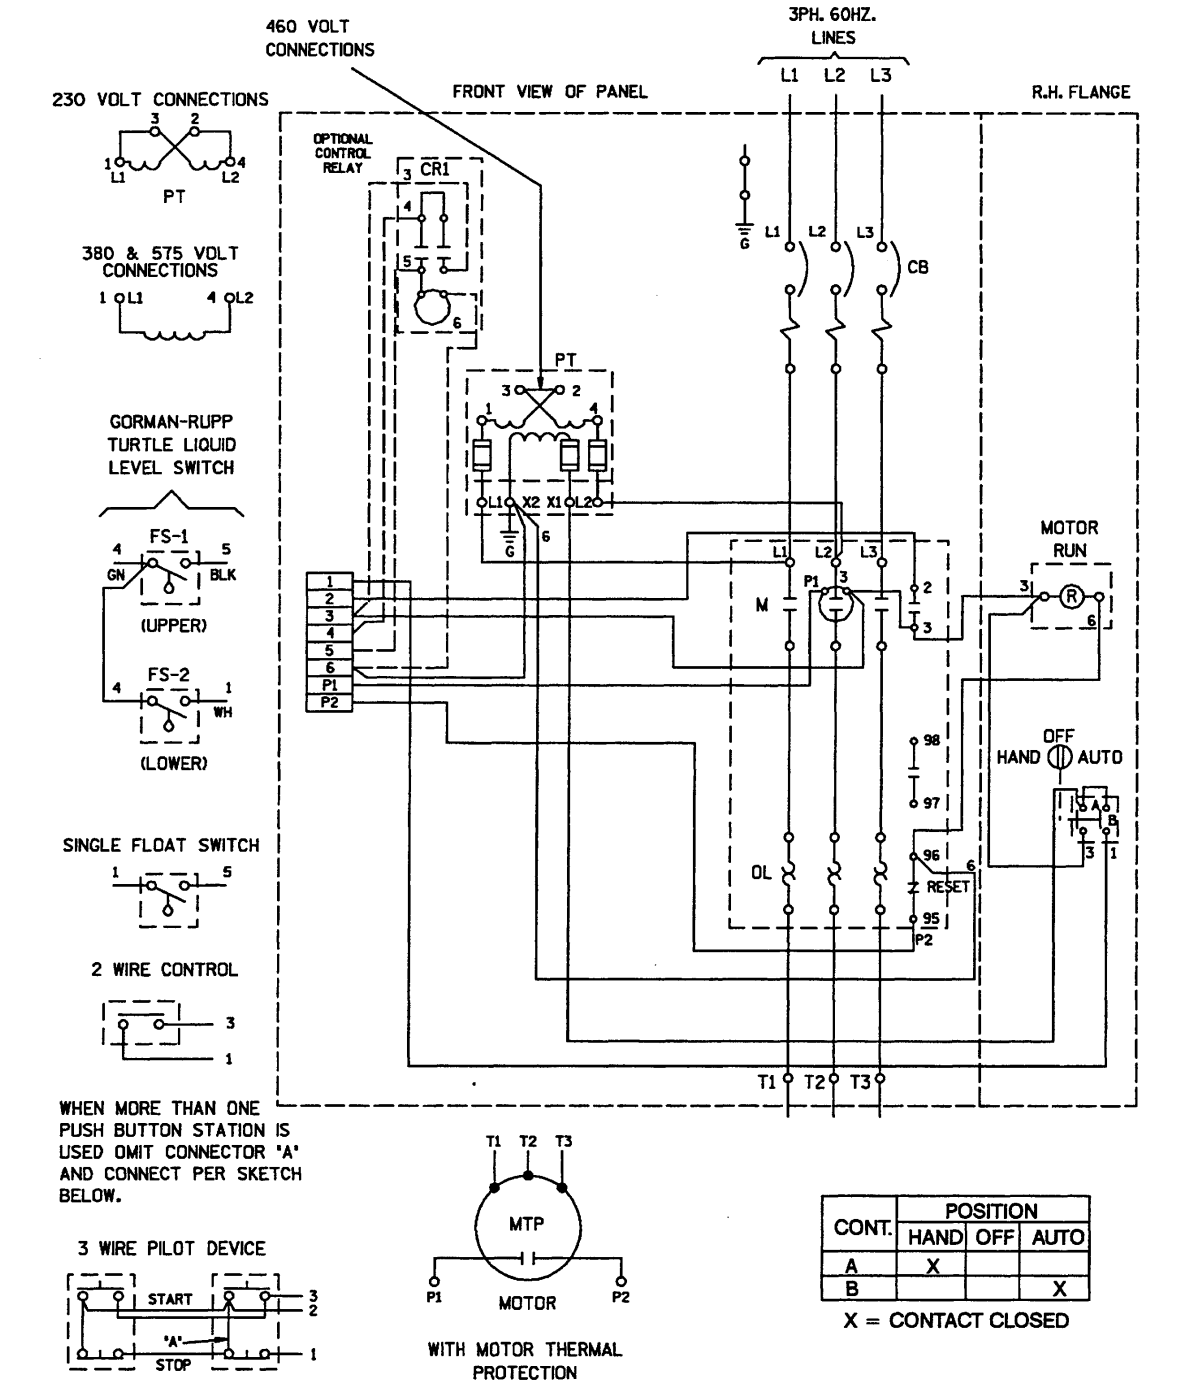 460 VOLT
CONNECTIONS
3PH. 60HZ.
LINES
L1 L2 L3
230 VOLT CONNECTIONS
3 2
1 4
L1 L2
PT
FRONT VIEW OF PANEL
R.H. FLANGE
OPTIONAL
CONTROL
RELAY
3 CR1
4
5
6
G
L1 L2 L3
CB
380 & 575 VOLT
CONNECTIONS
1 L1 4 L2
PT
3 2
1 4
L1 X2 X1 L2
G
6
GORMAN-RUPP
TURTLE LIQUID
LEVEL SWITCH
FS-1
4 5
GN BLK
(UPPER)
FS-2
4 1
WH
(LOWER)
1
2
3
4
5
6
P1
P2
L1 L2 L3
P1 3
M
2
3
MOTOR
RUN
3 R
6
98
97
OFF
HAND AUTO
A
B
3 1
OL
96
6
RESET
95
P2
SINGLE FLOAT SWITCH
1 5
2 WIRE CONTROL
3
1
T1 T2 T3
WHEN MORE THAN ONE
PUSH BUTTON STATION IS
USED OMIT CONNECTOR "A"
AND CONNECT PER SKETCH
BELOW.
3 WIRE PILOT DEVICE
START
3
2
"A"
1
STOP
T1 T2 T3
MTP
P1 P2
MOTOR
WITH MOTOR THERMAL
PROTECTION
CONT. POSITION
HAND OFF AUTO
A X
B X
X = CONTACT CLOSED